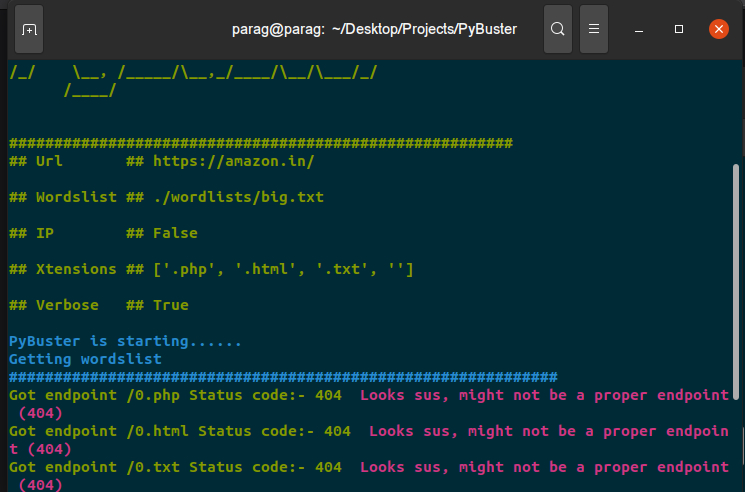 parag@parag: ~/Desktop/Projects/PyBuster
/_/    \__, /_____/\__,_/____/\__/\___/_/
      /____/
########################################################
## Url       ## https://amazon.in/
## Wordslist ## ./wordlists/big.txt
## IP        ## False
## Xtensions ## ['.php', '.html', '.txt', '']
## Verbose   ## True
PyBuster is starting......
Getting wordslist
#############################################################
Got endpoint /0.php Status code:- 404  Looks sus, might not be a proper endpoint
 (404)
Got endpoint /0.html Status code:- 404  Looks sus, might not be a proper endpoin
t (404)
Got endpoint /0.txt Status code:- 404  Looks sus, might not be a proper endpoint
 (404)